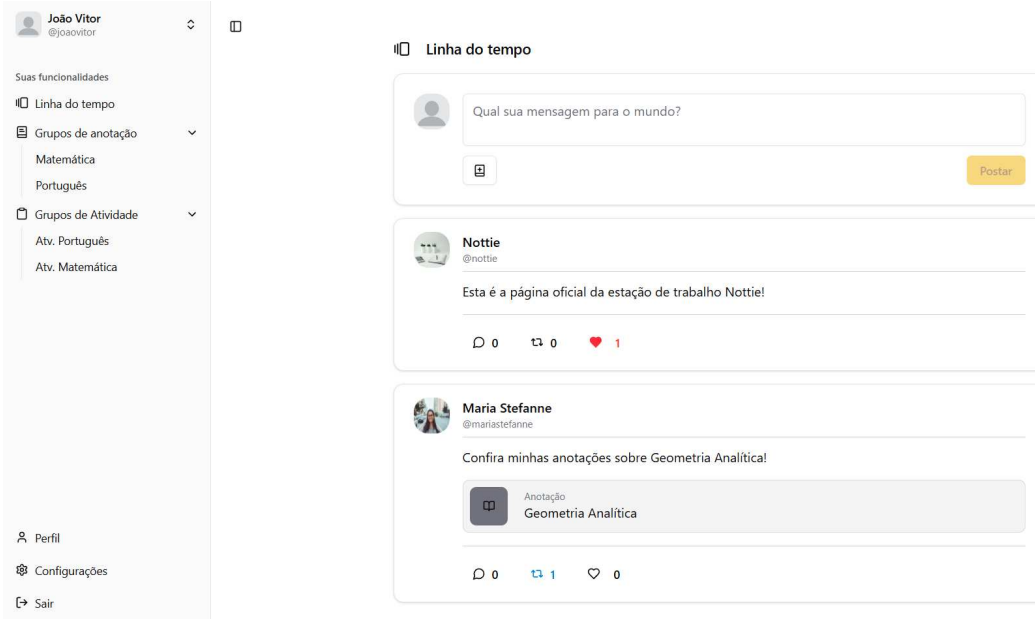 João Vitor
@joaovitor
Suas funcionalidades
Linha do tempo
Grupos de anotação
Matemática
Português
Grupos de Atividade
Atv. Português
Atv. Matemática
Perfil
Configurações
Sair
Linha do tempo
Qual sua mensagem para o mundo?
Postar
Nottie
@nottie
Esta é a página oficial da estação de trabalho Nottie!
0 0 1
Maria Stefanne
@mariastefanne
Confira minhas anotações sobre Geometria Analítica!
Anotação
Geometria Analítica
0 1 0